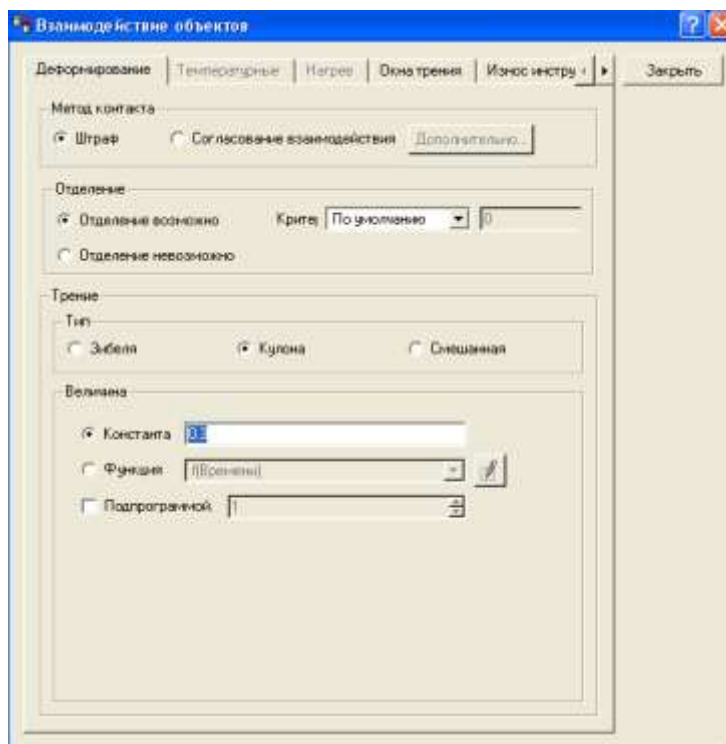 Взаимодействие объектов
Деформирование Температурные Нагрев Окна трения Износ инстру
Закрыть
Метод контакта
Штраф Согласование взаимодействия Дополнительно...
Отделение
Отделение возможно Критер По умолчанию 0
Отделение невозможно
Трение
Тип
Зибеля Кулона Смешанная
Величина
Константа
Функция f(Времени)
Подпрограммой 1